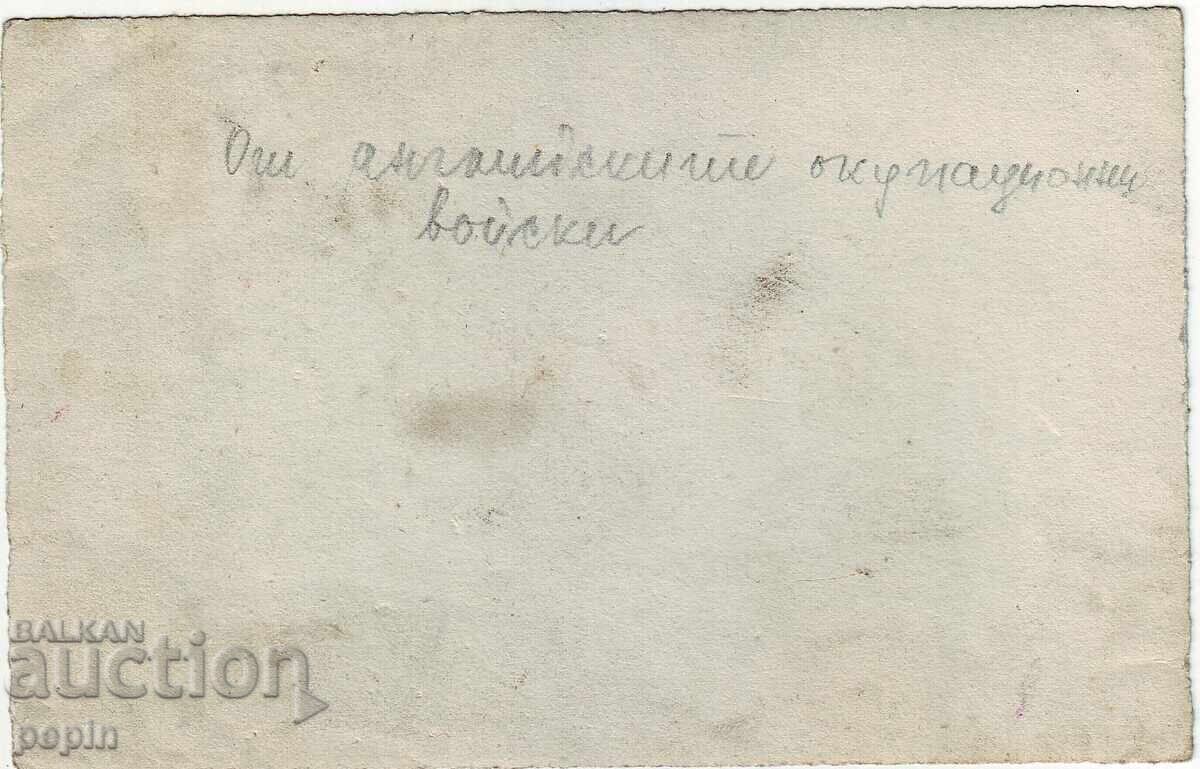 От английските окупационни
войски
BALKAN
auction
popin